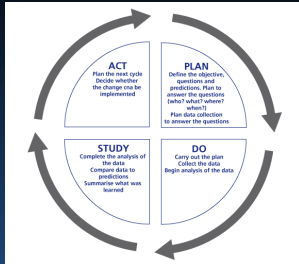 ACT
Plan the next cycle
Decide whether
the change cna be
implemented
PLAN
Define the objective,
questions and
predictions. Plan to
answer the questions
(who? what? where?
when?)
Plan data collection
to answer the questions
STUDY
Complete the analysis of
the data
Compare data to
predictions
Summarise what was
learned
DO
Carry out the plan
Collect the data
Begin analysis of the data